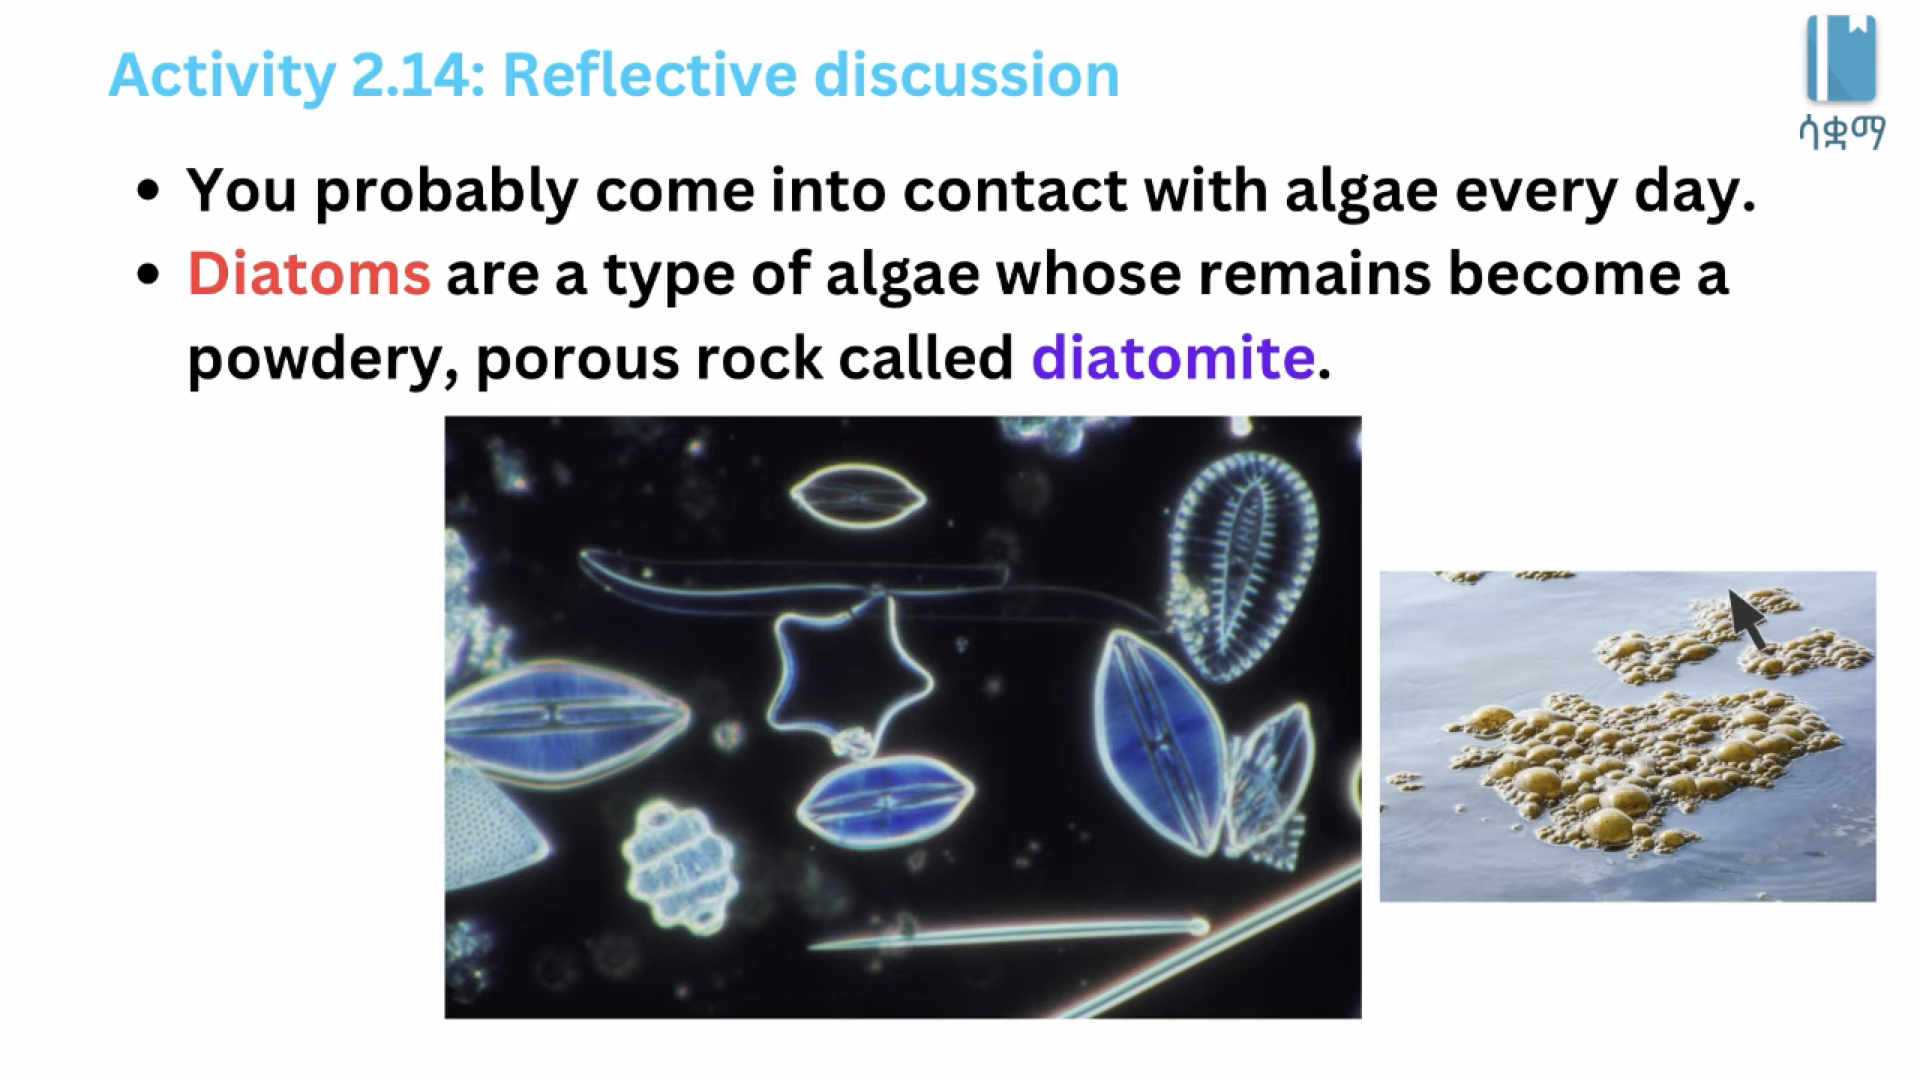 Activity 2.14: Reflective discussion
ሳቋማ
• You probably come into contact with algae every day.
• Diatoms are a type of algae whose remains become a
powdery, porous rock called diatomite.